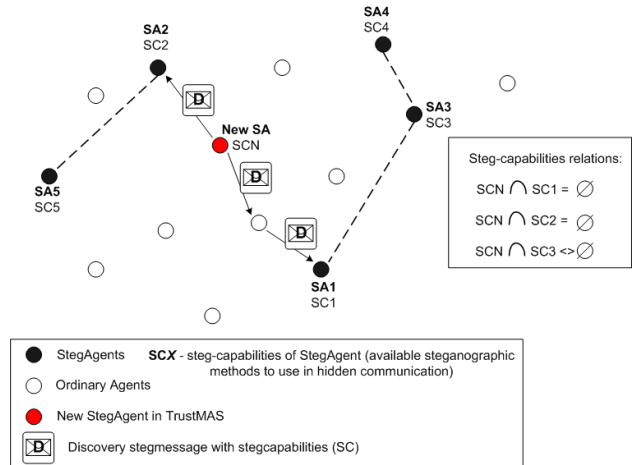 SA4
SC4
SA2
SC2
D
SA3
SC3
New SA
SCN
D
Steg-capabilities relations:
SCN ⋂ SC1 = ∅
SCN ⋂ SC2 = ∅
SCN ⋂ SC3 <>∅
SA5
SC5
D
SA1
SC1
StegAgents
SCX - steg-capabilities of StegAgent (available steganographic
methods to use in hidden communication)
Ordinary Agents
New StegAgent in TrustMAS
D
Discovery stegmessage with stegcapabilities (SC)